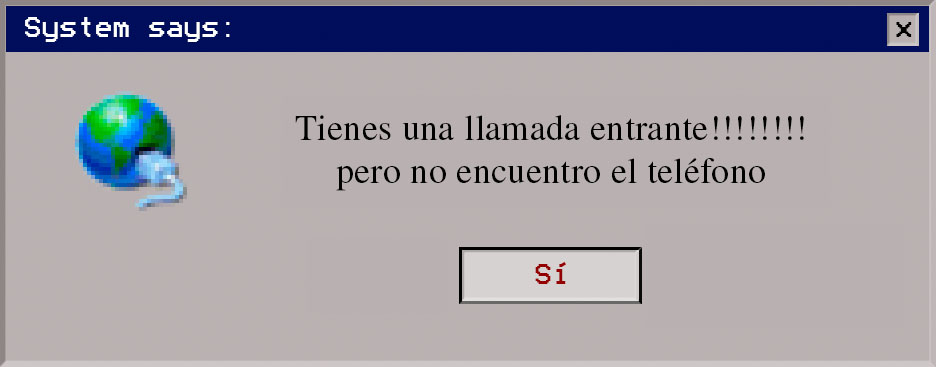 System says:
Tienes una llamada entrante!!!!!!!!
pero no encuentro el teléfono
Sí